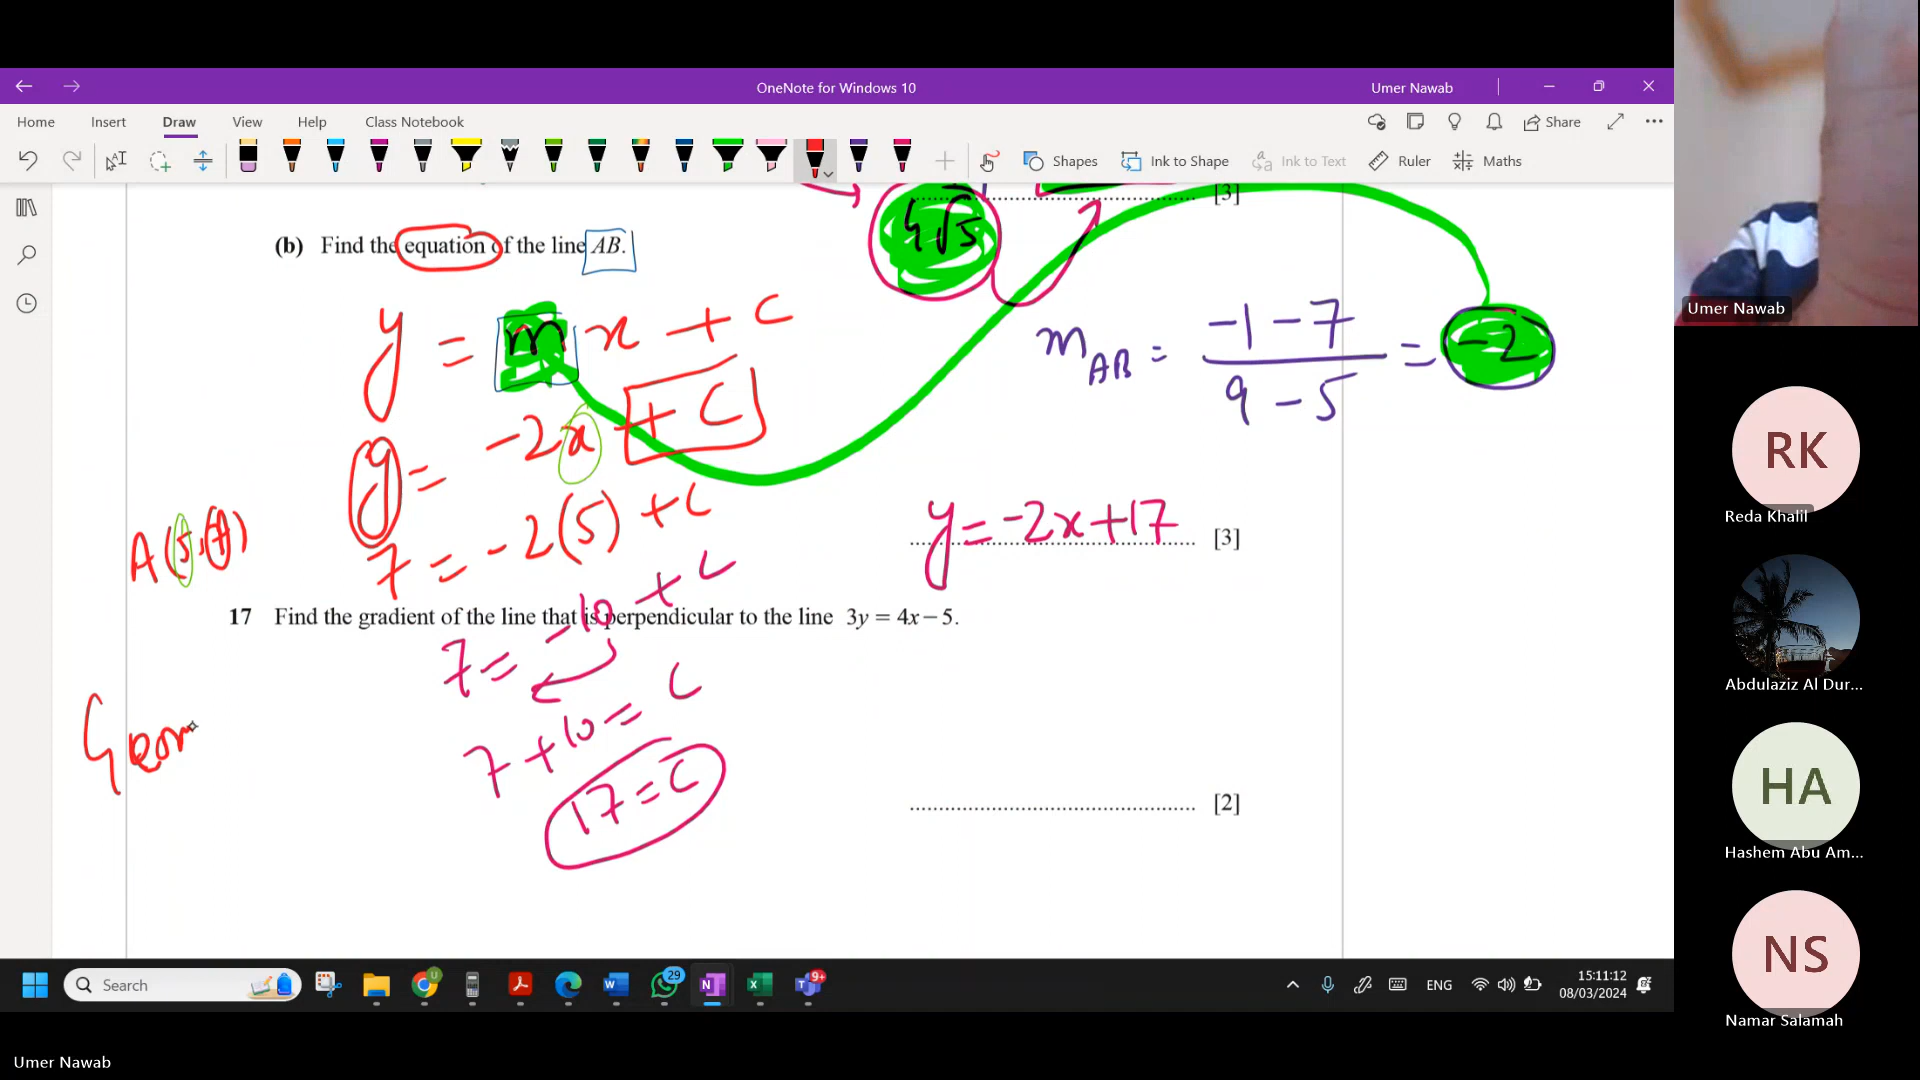 OneNote for Windows 10
Umer Nawab
Home Insert Draw View Help Class Notebook
Share
Shapes Ink to Shape Ink to Text Ruler Maths
[3]
4√5
(b) Find the equation of the line AB.
y = mx + c
m AB = -1 - 7 / 9 - 5 = -2
y = -2x + c
A(5,7)
7 = -2(5) + c
y = -2x + 17 [3]
17 Find the gradient of the line that is perpendicular to the line 3y = 4x − 5.
7 = -10 + c
7 + 10 = c
17 = c
[2]
Umer Nawab
RK
Reda Khalil
Abdulaziz Al Dur...
HA
Hashem Abu Am...
NS
Namar Salamah
Search
29
9+
ENG
15:11:12
08/03/2024
Umer Nawab